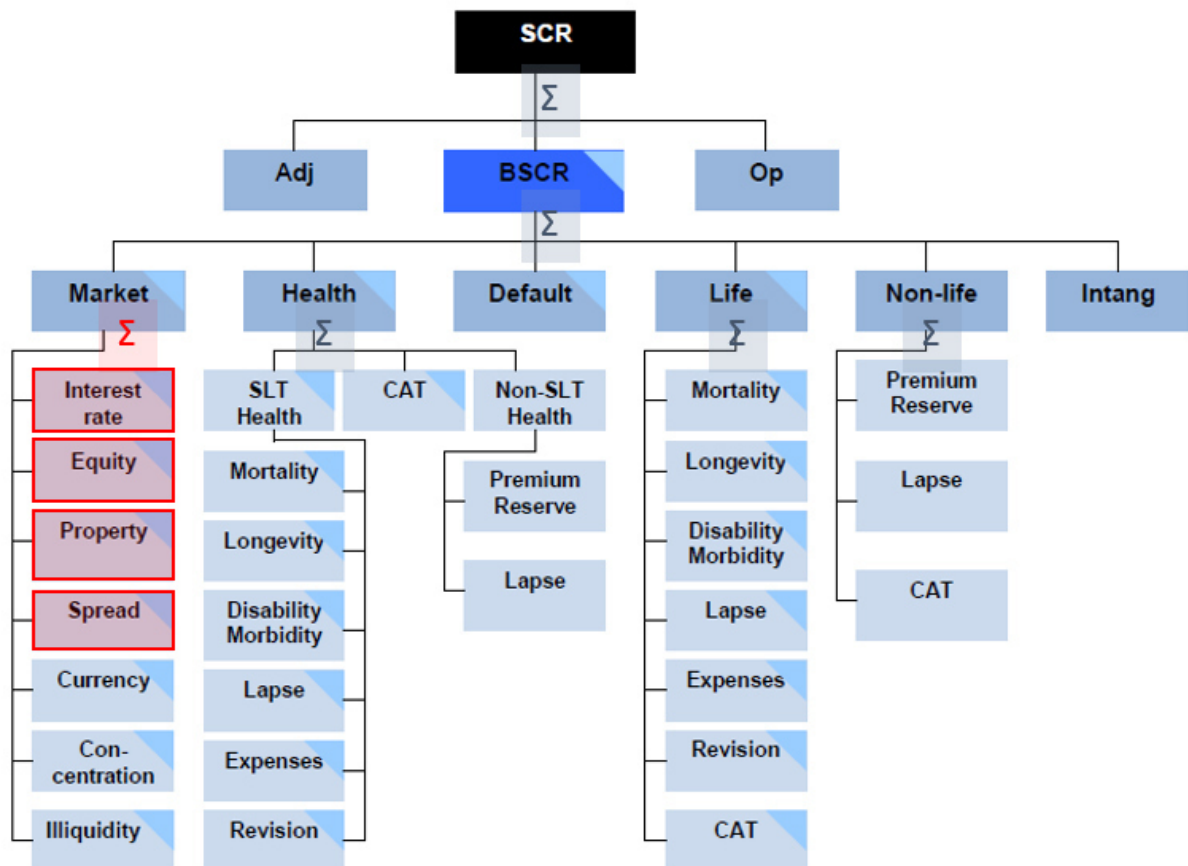 SCR
Σ
Adj
BSCR
Op
Σ
Market
Health
Default
Life
Non-life
Intang
Σ
Σ
Σ
Σ
Interest
rate
Equity
Property
Spread
Currency
Con-
centration
Illiquidity
SLT
Health
CAT
Non-SLT
Health
Mortality
Longevity
Disability
Morbidity
Lapse
Expenses
Revision
Premium
Reserve
Lapse
Mortality
Longevity
Disability
Morbidity
Lapse
Expenses
Revision
CAT
Premium
Reserve
Lapse
CAT